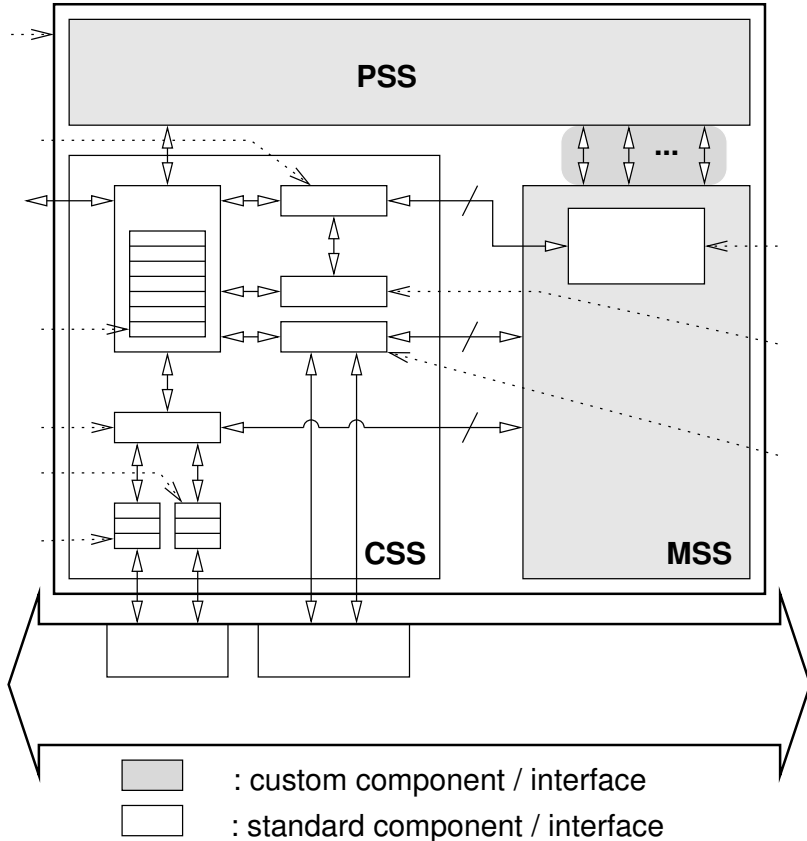 PSS
...
CSS
MSS
: custom component / interface
: standard component / interface